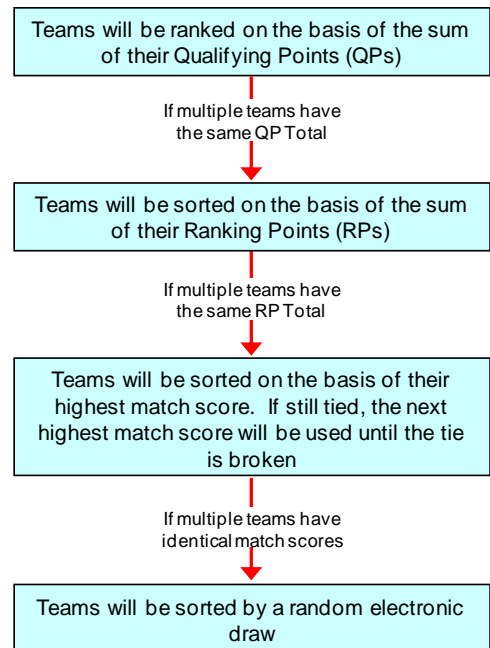 Teams will be ranked on the basis of the sum
of their Qualifying Points (QPs)
If multiple teams have
the same QP Total
Teams will be sorted on the basis of the sum
of their Ranking Points (RPs)
If multiple teams have
the same RP Total
Teams will be sorted on the basis of their
highest match score. If still tied, the next
highest match score will be used until the tie
is broken
If multiple teams have
identical match scores
Teams will be sorted by a random electronic
draw